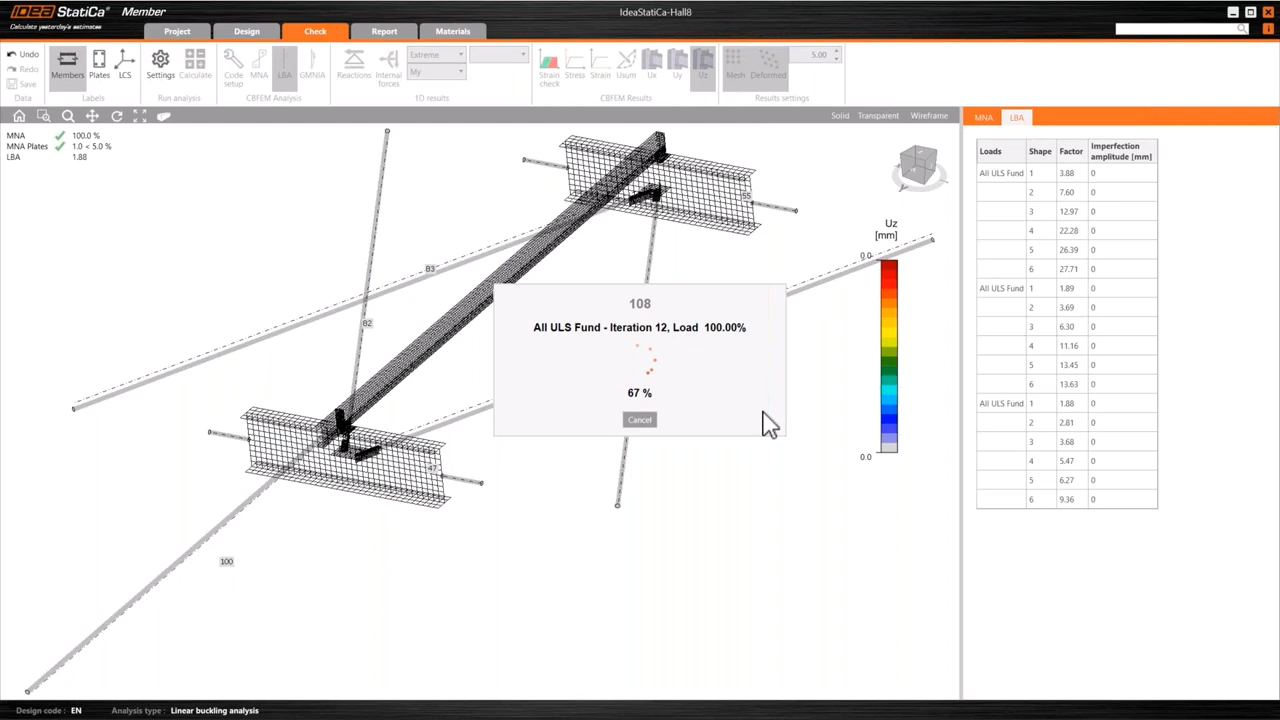 IDEA StatiCa® Member
Calculate yesterday's estimates
IdeaStatiCa-Hall8
Project Design Check Report Materials
Undo
Redo
Save
Data
Members Plates LCS
Labels
Settings Calculate
Run analysis
Code setup MNA LBA GMNIA
CBFEM Analysis
Reactions Internal forces
Extreme
My
1D results
Strain check Stress Strain Usum Ux Uy Uz
CBFEM Results
Mesh Deformed 5.00
Results settings
Solid Transparent Wireframe
MNA 100.0 %
MNA Plates 1.0 < 5.0 %
LBA 1.88
55
B3
B2
47
100
Uz
[mm]
0.0
0.0
108
All ULS Fund - Iteration 12, Load 100.00%
67 %
Cancel
MNA LBA
Loads Shape Factor Imperfection amplitude [mm]
All ULS Fund 1 3.88 0
2 7.60 0
3 12.97 0
4 22.28 0
5 26.39 0
6 27.71 0
All ULS Fund 1 1.89 0
2 3.69 0
3 6.30 0
4 11.16 0
5 13.45 0
6 13.63 0
All ULS Fund 1 1.88 0
2 2.81 0
3 3.68 0
4 5.47 0
5 6.27 0
6 9.36 0
Design code : EN Analysis type : Linear buckling analysis